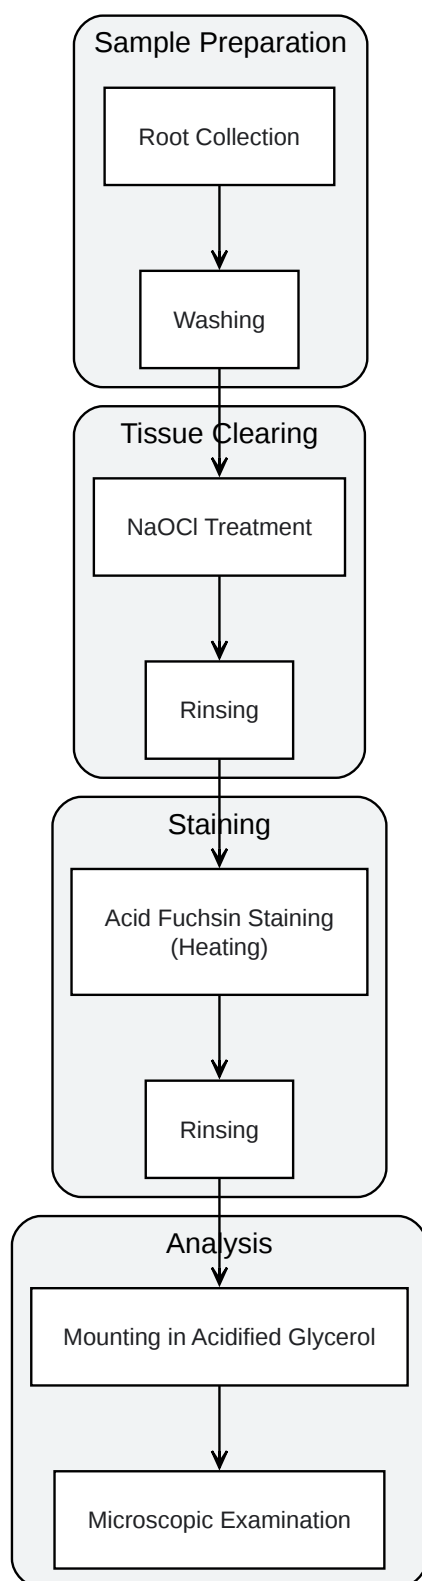 Sample Preparation
Root Collection
Washing
Tissue Clearing
NaOCl Treatment
Rinsing
Staining
Acid Fuchsin Staining
(Heating)
Rinsing
Analysis
Mounting in Acidified Glycerol
Microscopic Examination